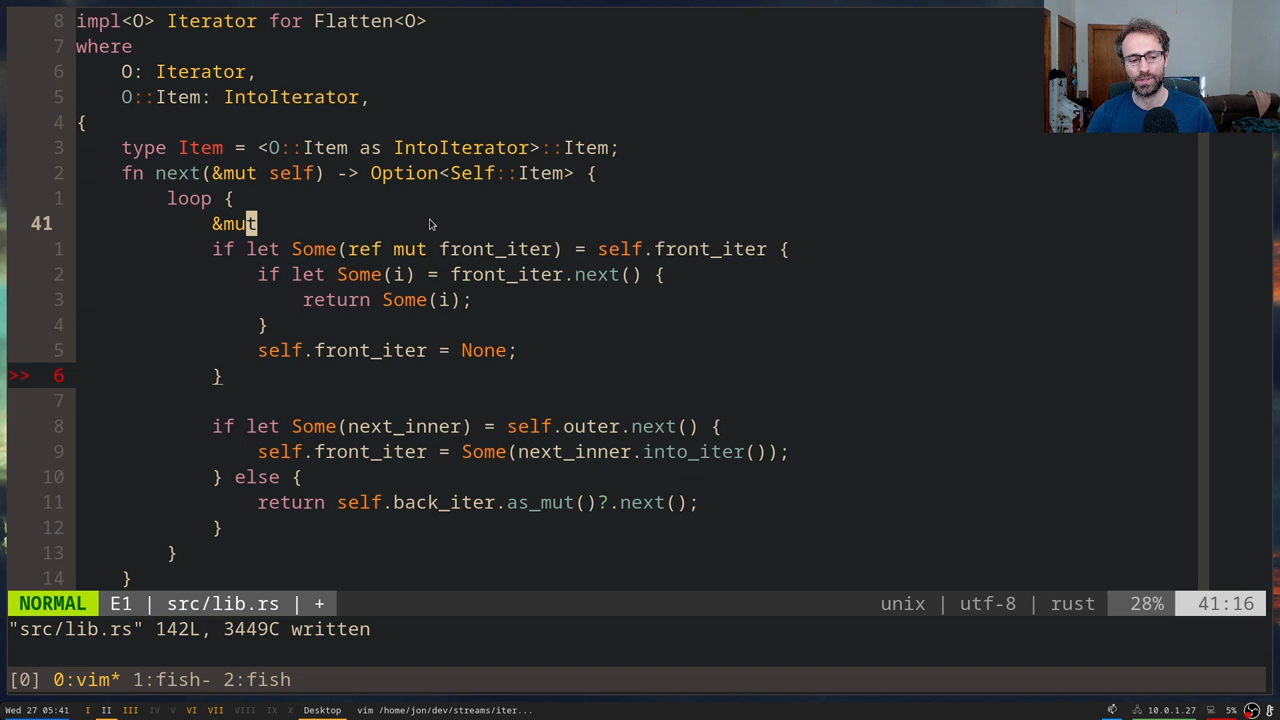 8 impl<O> Iterator for Flatten<O>
7 where
6     O: Iterator,
5     O::Item: IntoIterator,
4 {
3     type Item = <O::Item as IntoIterator>::Item;
2     fn next(&mut self) -> Option<Self::Item> {
1         loop {
41             &mut
1             if let Some(ref mut front_iter) = self.front_iter {
2                 if let Some(i) = front_iter.next() {
3                     return Some(i);
4                 }
5                 self.front_iter = None;
>> 6             }
7
8             if let Some(next_inner) = self.outer.next() {
9                 self.front_iter = Some(next_inner.into_iter());
10             } else {
11                 return self.back_iter.as_mut()?.next();
12             }
13         }
14     }
NORMAL E1 | src/lib.rs | + unix | utf-8 | rust 28% 41:16
"src/lib.rs" 142L, 3449C written
[0] 0:vim* 1:fish- 2:fish
Wed 27 05:41 I II III IV V VI VII VIII IX X Desktop vim /home/jon/dev/streams/iter... 10.0.1.27 5%